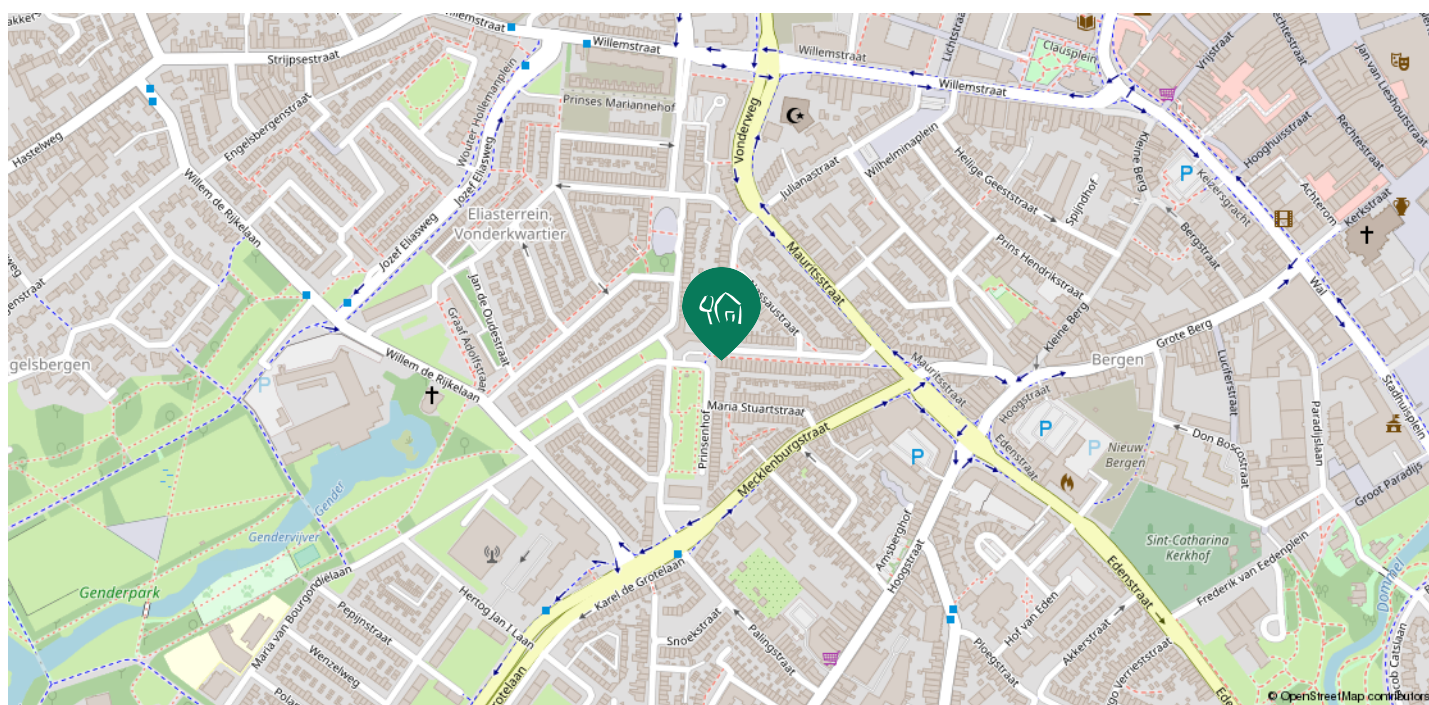 Willemstraat
Willemstraat
Willemstraat
Willemstraat
Strijpsestraat
Hastelweg
Engelsbergenstraat
Wouter Hollemanplein
Jozef Eliasweg
Jozef Eliasweg
Willem de Rijkelaan
Willem de Rijkelaan
Prinses Mariannehof
Vonderweg
Lichtstraat
Clausplein
Vrijstraat
Jan van Lieshoutstraat
Rechtestraat
Hooghuisstraat
Achterom
Kerkstraat
Keizersgracht
P
Kleine Berg
Kleine Berg
Wilhelminaplein
Julianastraat
Heilige Geeststraat
Spijndhof
Bergstraat
Prins Hendrikstraat
Eliasterrein,
Vonderkwartier
Mauritsstraat
Mauritsstraat
Jan de Oudestraat
Graaf Adolfstraat
Wal
Grote Berg
Bergen
Luciferstraat
Stadhuisplein
Paradijslaan
Hoogstraat
Hoogstraat
P
P
P
P
Edenstraat
Edenstraat
Nieuw
Bergen
Don Boscostraat
Groot Paradijs
Maria Stuartstraat
Prinsenhof
Mecklenburgstraat
Gender
Gendervijver
Genderpark
Maria van Bourgondiëlaan
Pepijnstraat
Wenzelweg
Hertog Jan I Laan
Karel de Grotelaan
Snoekstraat
Palingstraat
Arnsberghof
Ploegstraat
Hof van Eden
Akkerstraat
Sint-Catharina
Kerkhof
Frederik van Eedenplein
Dommel
© OpenStreetMap contributors